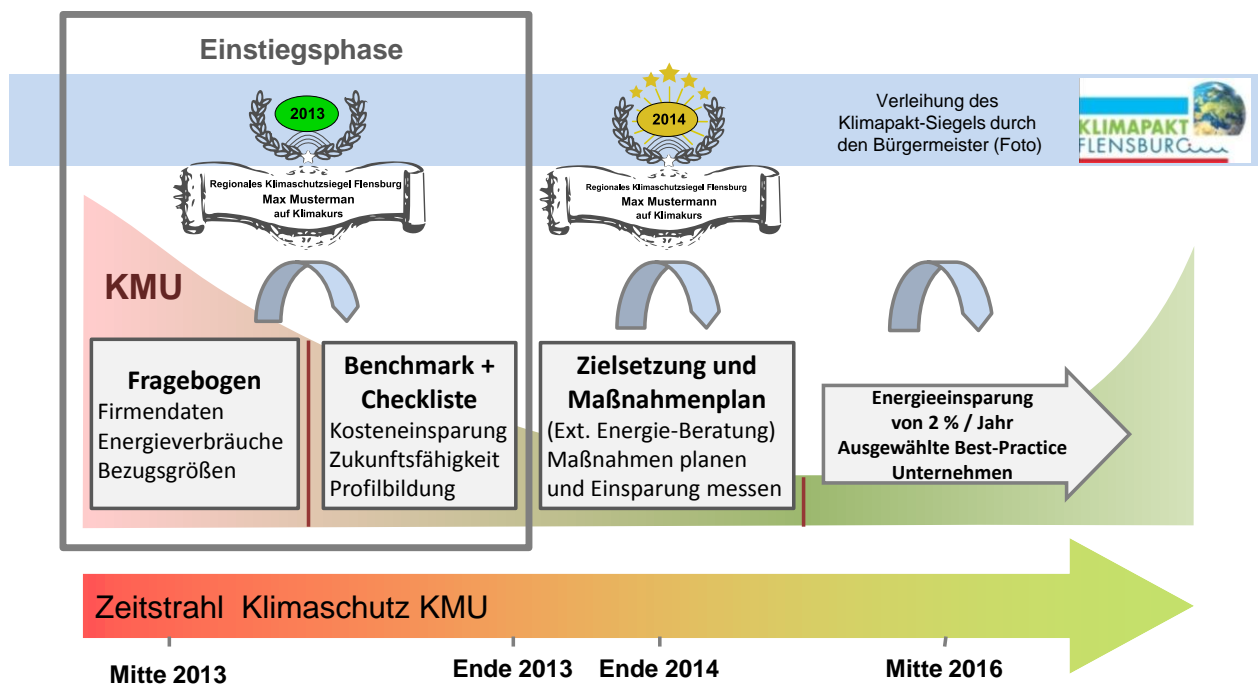 Einstiegsphase
2013
Regionales Klimaschutzsiegel Flensburg
Max Musterman
auf Klimakurs
2014
Regionales Klimaschutzsiegel Flensburg
Max Mustermann
auf Klimakurs
Verleihung des
Klimapakt-Siegels durch
den Bürgermeister (Foto)
KLIMAPAKT
FLENSBURG
KMU
Fragebogen
Firmendaten
Energieverbräuche
Bezugsgrößen
Benchmark +
Checkliste
Kosteneinsparung
Zukunftsfähigkeit
Profilbildung
Zielsetzung und
Maßnahmenplan
(Ext. Energie-Beratung)
Maßnahmen planen
und Einsparung messen
Energieeinsparung
von 2 % / Jahr
Ausgewählte Best-Practice
Unternehmen
Zeitstrahl Klimaschutz KMU
Mitte 2013
Ende 2013
Ende 2014
Mitte 2016